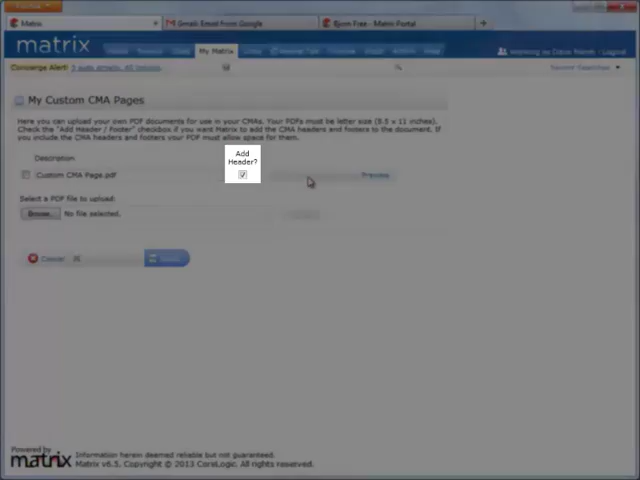 Matrix
Gmail: Email from Google
Bjorn Free - Matrix Portal
matrix
My Matrix
Concierge Alert:
My Custom CMA Pages
Here you can upload your own PDF documents for use in your CMAs. Your PDFs must be letter size (8.5 x 11 inches).
Check the "Add Header / Footer" checkbox if you want Matrix to add the CMA headers and footers to the document. If
you include the CMA headers and footers your PDF must allow space for them.
Add
Description Header?
Custom CMA Page.pdf Preview
Select a PDF file to upload:
Browse... No file selected.
Cancel
Powered by
matrix
Information herein deemed reliable but not guaranteed.
Matrix v6.5. Copyright © 2013 CoreLogic. All rights reserved.